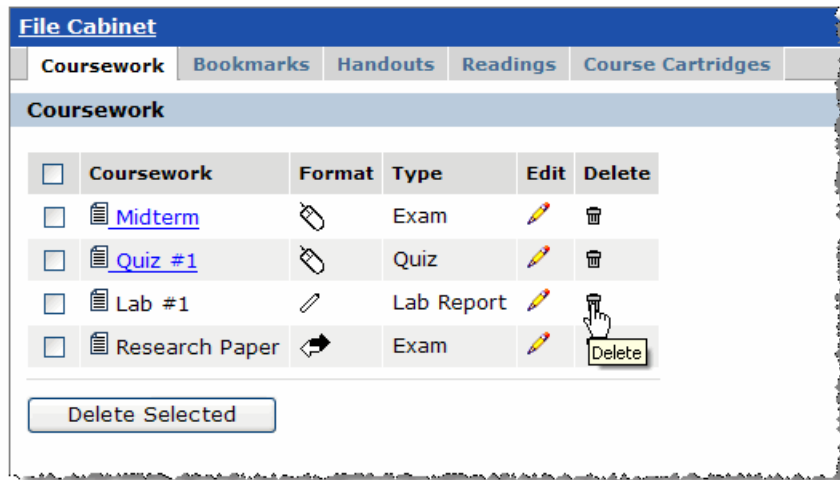 File Cabinet
Coursework Bookmarks Handouts Readings Course Cartridges
Coursework
Coursework Format Type Edit Delete
Midterm Exam
Quiz #1 Quiz
Lab #1 Lab Report
Research Paper Exam
Delete
Delete Selected